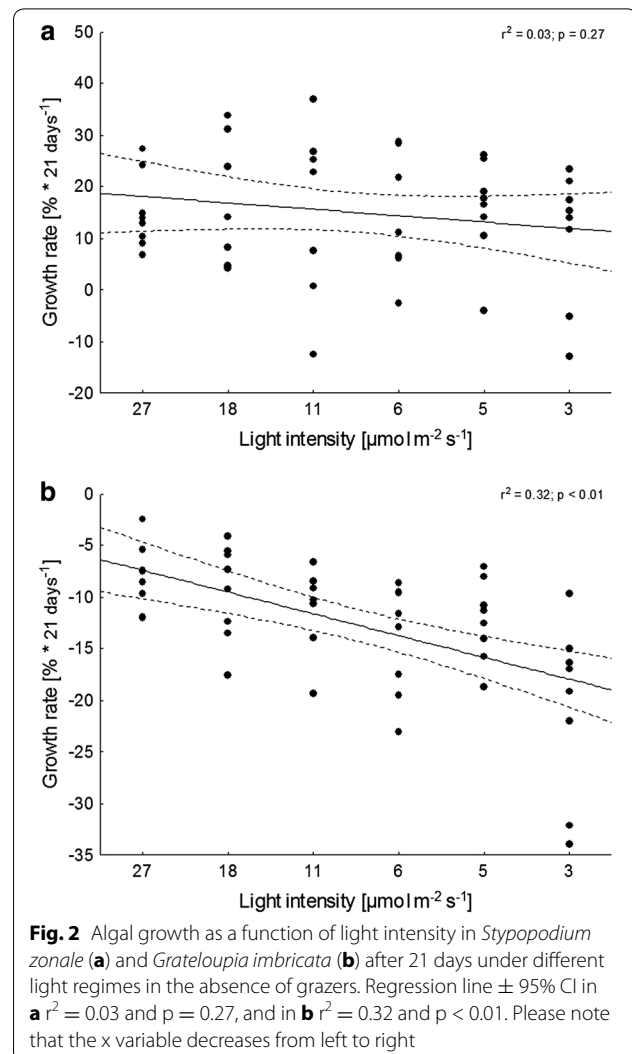 a
r² = 0.03; p = 0.27
50
40
30
20
10
0
-10
-20
Growth rate [% * 21 days⁻¹]
27 18 11 6 5 3
Light intensity [µmol m⁻² s⁻¹]
b
r² = 0.32; p < 0.01
0
-5
-10
-15
-20
-25
-30
-35
Growth rate [% * 21 days⁻¹]
27 18 11 6 5 3
Light intensity [µmol m⁻² s⁻¹]
Fig. 2 Algal growth as a function of light intensity in Stypopodium
zonale (a) and Grateloupia imbricata (b) after 21 days under different
light regimes in the absence of grazers. Regression line ± 95% CI in
a r² = 0.03 and p = 0.27, and in b r² = 0.32 and p < 0.01. Please note
that the x variable decreases from left to right